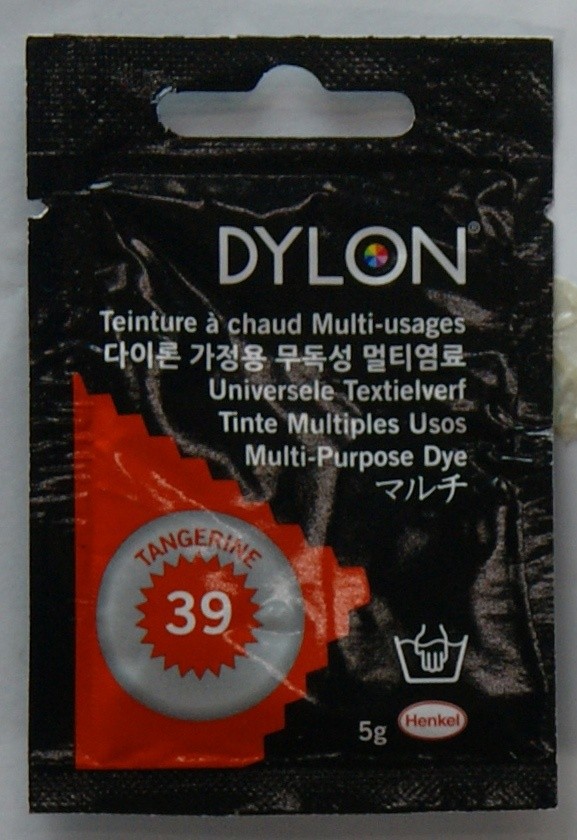 DYLON®
Teinture à chaud Multi-usages
다이론 가정용 무독성 멀티염료
Universele Textielverf
Tinte Multiples Usos
Multi-Purpose Dye
マルチ
TANGERINE
39
5g
Henkel